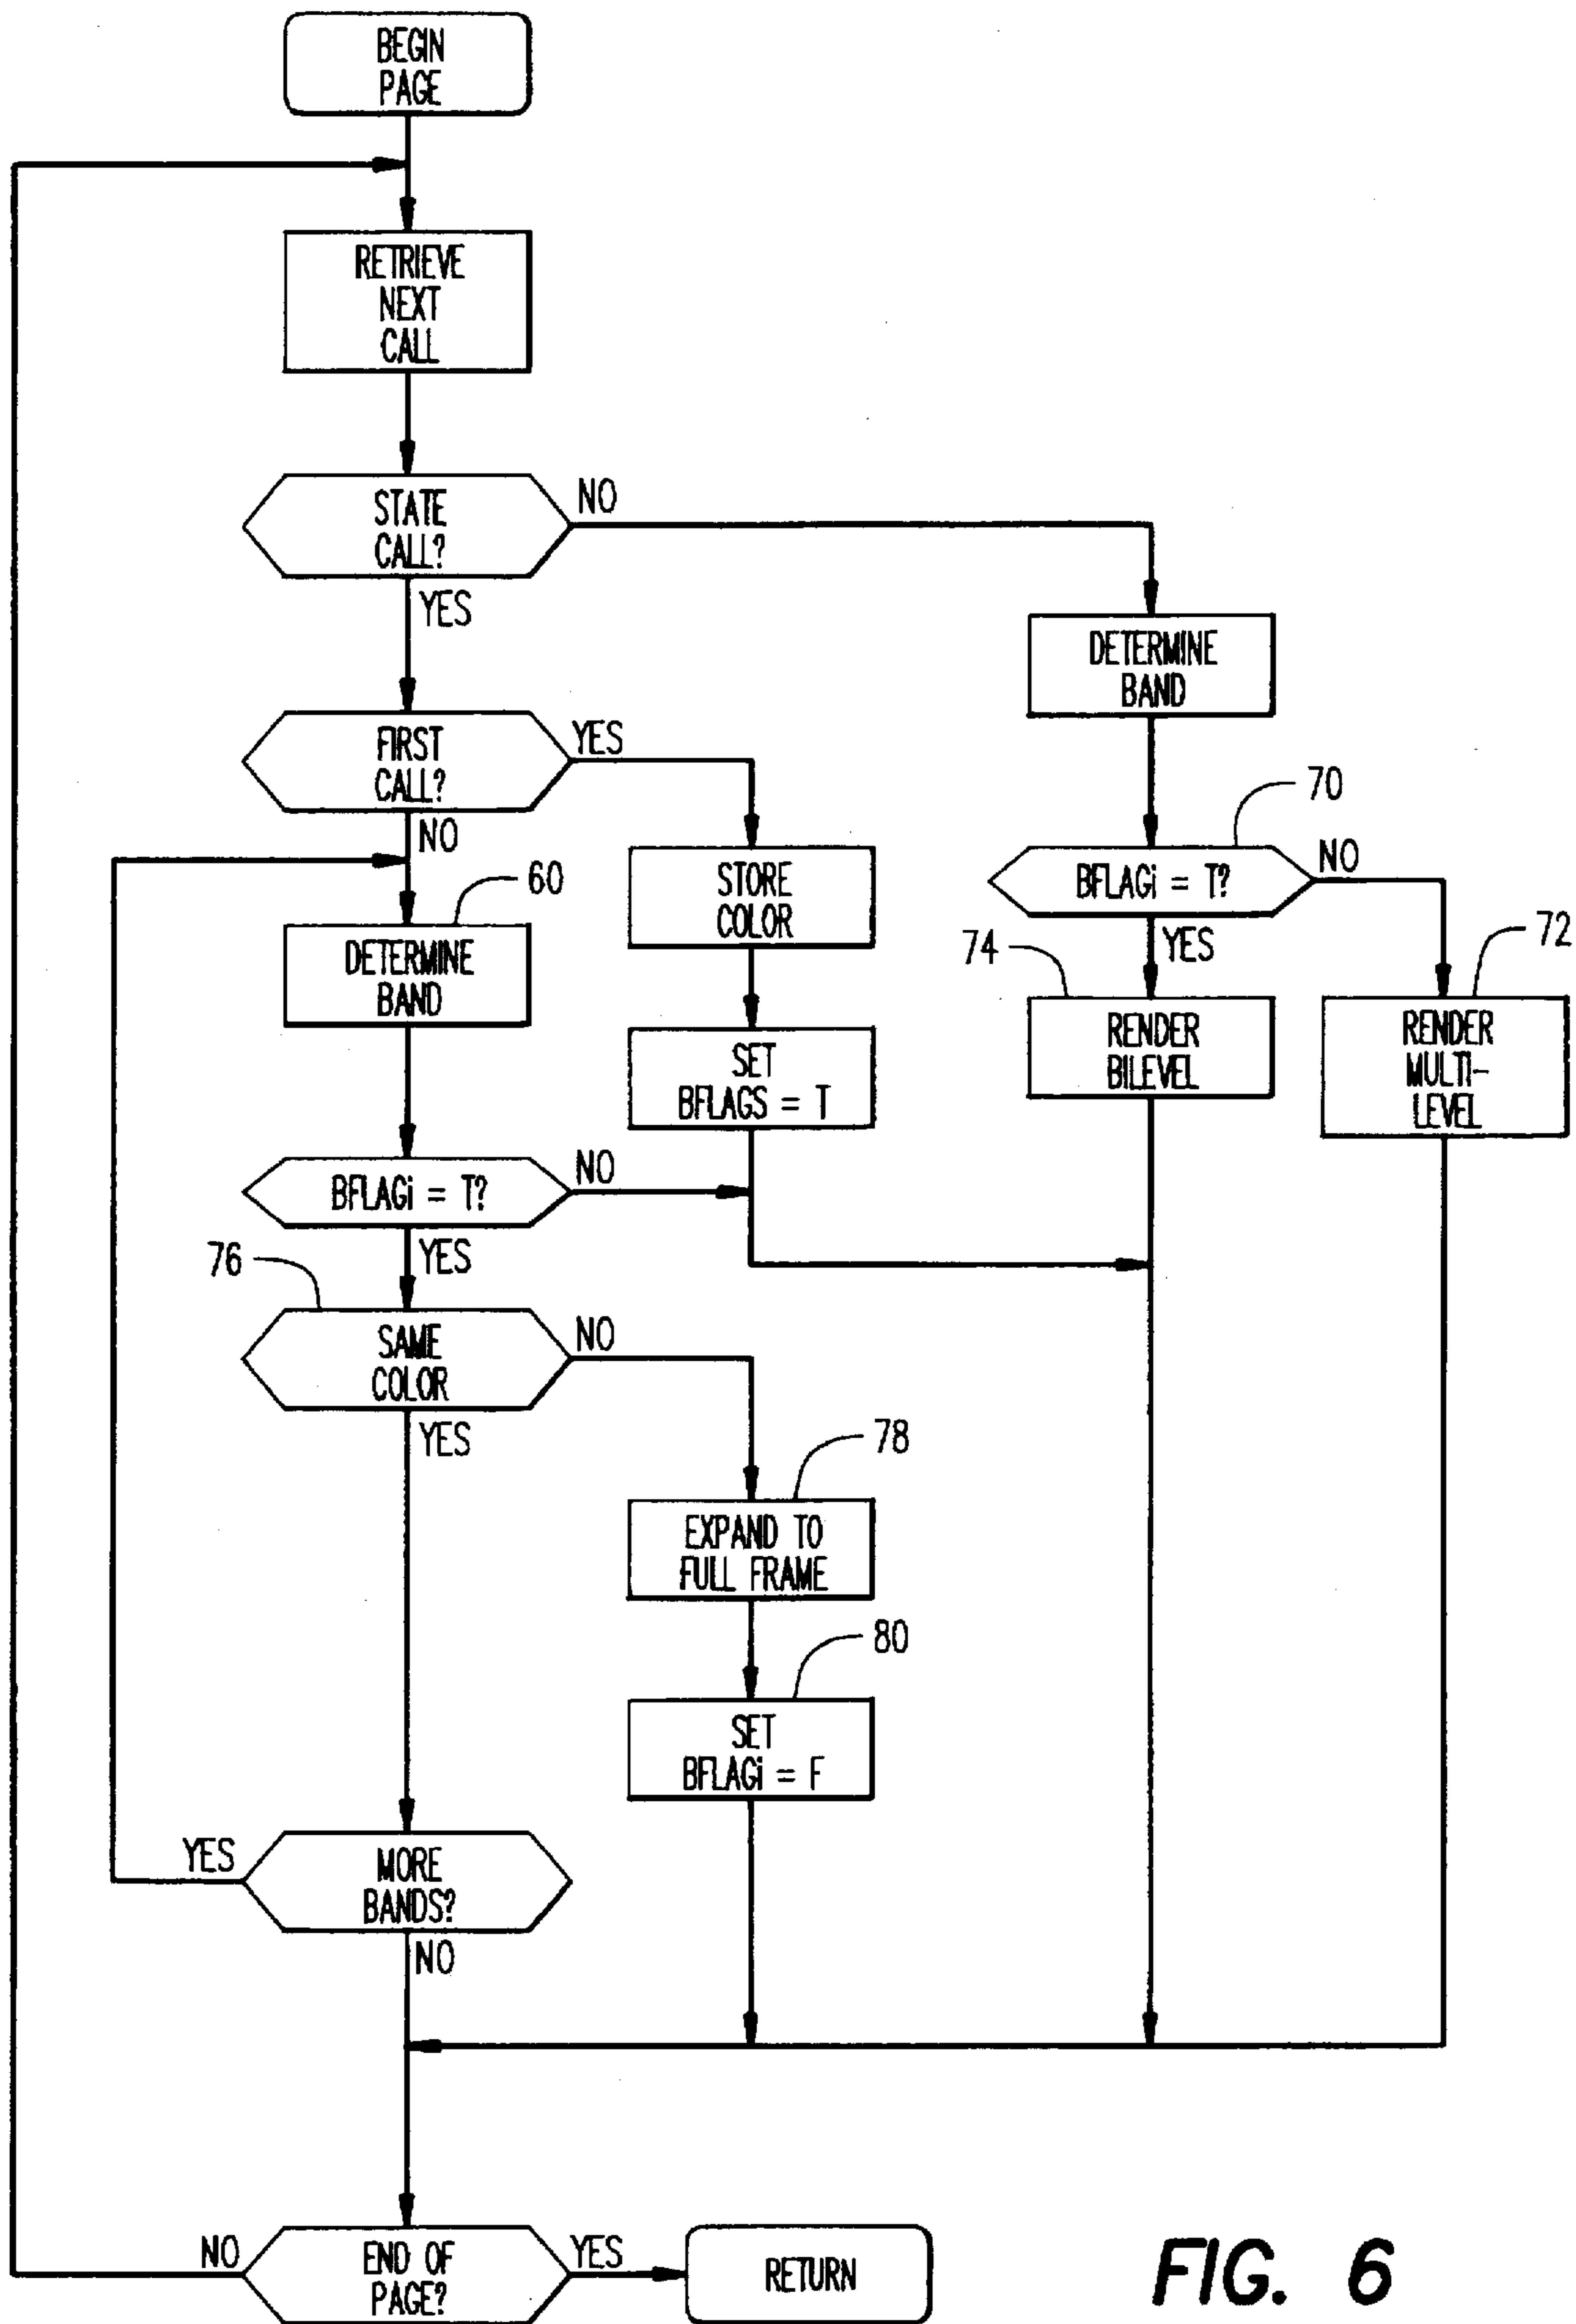 BEGIN
PAGE
RETRIEVE
NEXT
CALL
STATE
CALL?
NO
YES
DETERMINE
BAND
FIRST
CALL?
YES
NO
70
BFLAGi = T?
NO
YES
60
DETERMINE
BAND
STORE
COLOR
74
72
RENDER
BILEVEL
RENDER
MULTI-
LEVEL
SET
BFLAGS = T
BFLAGi = T?
NO
YES
76
SAME
COLOR
NO
YES
78
EXPAND TO
FULL FRAME
80
SET
BFLAGi = F
YES
MORE
BANDS?
NO
NO
END OF
PAGE?
YES
RETURN
FIG. 6